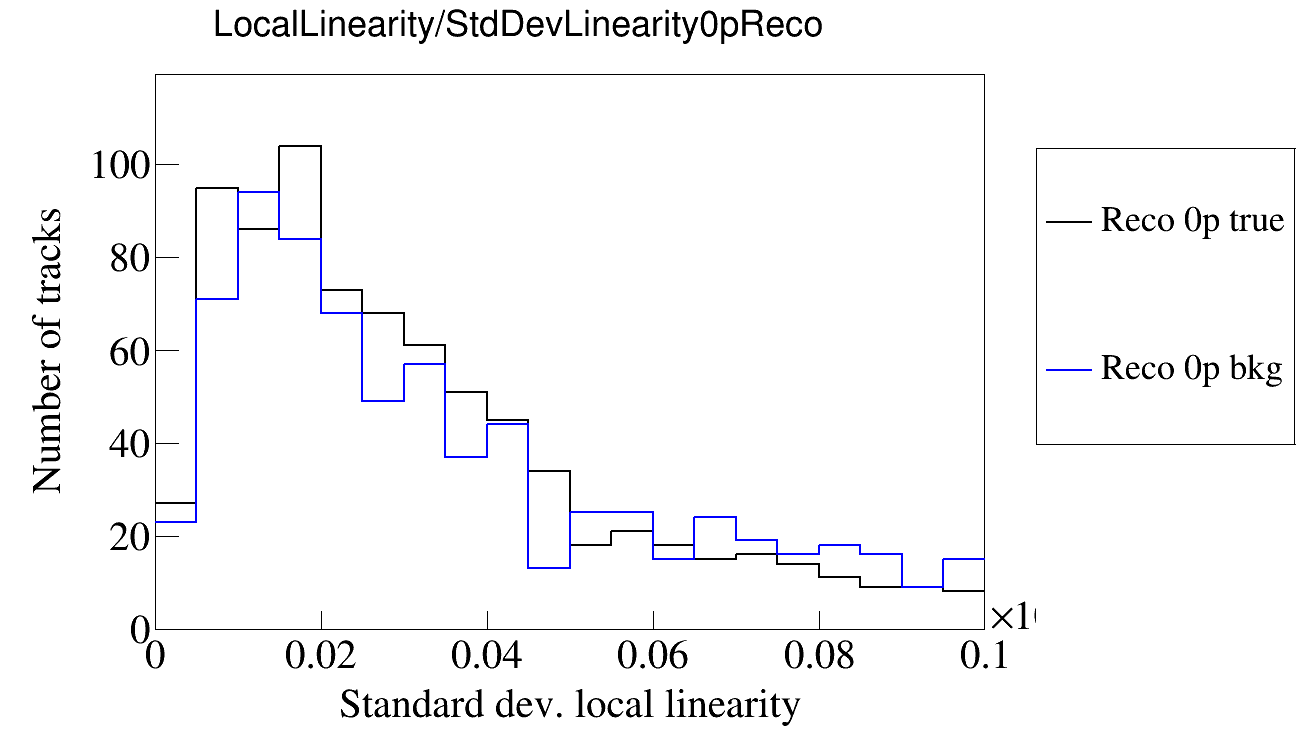 LocalLinearity/StdDevLinearity0pReco
100
80
60
40
20
0
Number of tracks
0 0.02 0.04 0.06 0.08 0.1
Standard dev. local linearity
Reco 0p true
Reco 0p bkg